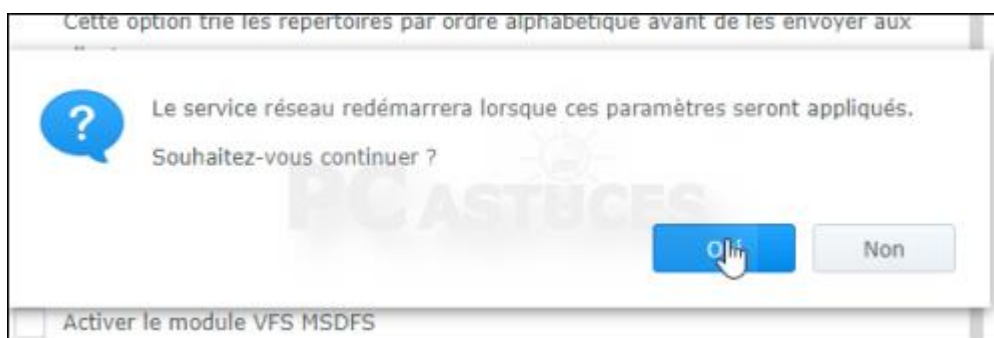 Cette option trie les répertoires par ordre alphabétique avant de les envoyer aux
Le service réseau redémarrera lorsque ces paramètres seront appliqués.
Souhaitez-vous continuer ?
PC ASTUCES
Non
Activer le module VFS MSDFS